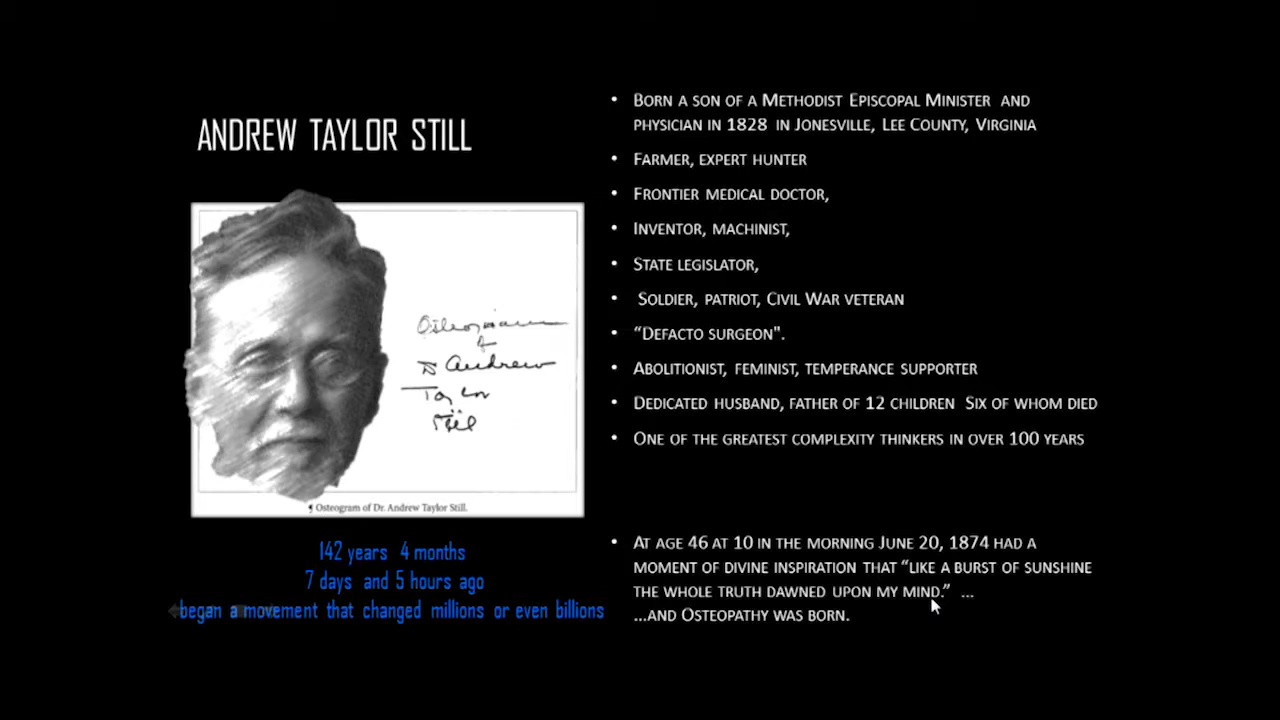 ANDREW TAYLOR STILL
Osteogram
of
D Andrew
Taylor
Still
¶ Osteogram of Dr. Andrew Taylor Still.
142 years 4 months
7 days and 5 hours ago
began a movement that changed millions or even billions
• BORN A SON OF A METHODIST EPISCOPAL MINISTER AND
PHYSICIAN IN 1828 IN JONESVILLE, LEE COUNTY, VIRGINIA
• FARMER, EXPERT HUNTER
• FRONTIER MEDICAL DOCTOR,
• INVENTOR, MACHINIST,
• STATE LEGISLATOR,
• SOLDIER, PATRIOT, CIVIL WAR VETERAN
• “DEFACTO SURGEON".
• ABOLITIONIST, FEMINIST, TEMPERANCE SUPPORTER
• DEDICATED HUSBAND, FATHER OF 12 CHILDREN SIX OF WHOM DIED
• ONE OF THE GREATEST COMPLEXITY THINKERS IN OVER 100 YEARS
• AT AGE 46 AT 10 IN THE MORNING JUNE 20, 1874 HAD A
MOMENT OF DIVINE INSPIRATION THAT “LIKE A BURST OF SUNSHINE
THE WHOLE TRUTH DAWNED UPON MY MIND.” ...
...AND OSTEOPATHY WAS BORN.